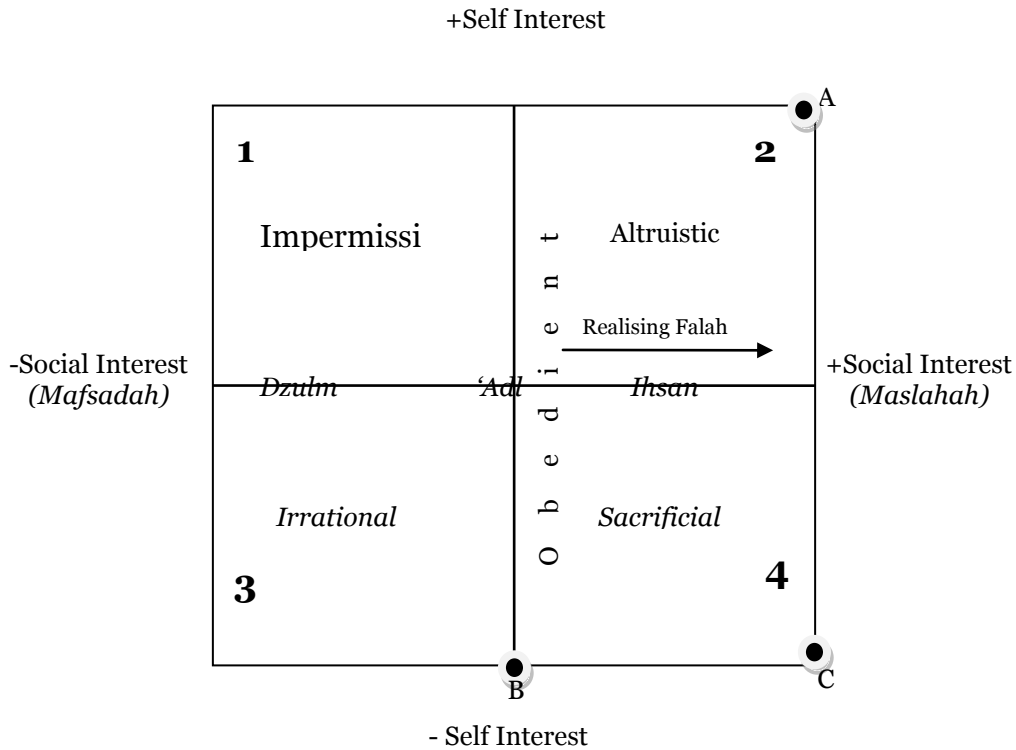 +Self Interest
A
1
2
Impermissi
Altruistic
Obedient
Realising Falah
-Social Interest
(Mafsadah)
+Social Interest
(Maslahah)
Dzulm
‘Adl
Ihsan
Irrational
Sacrificial
3
4
B
C
- Self Interest